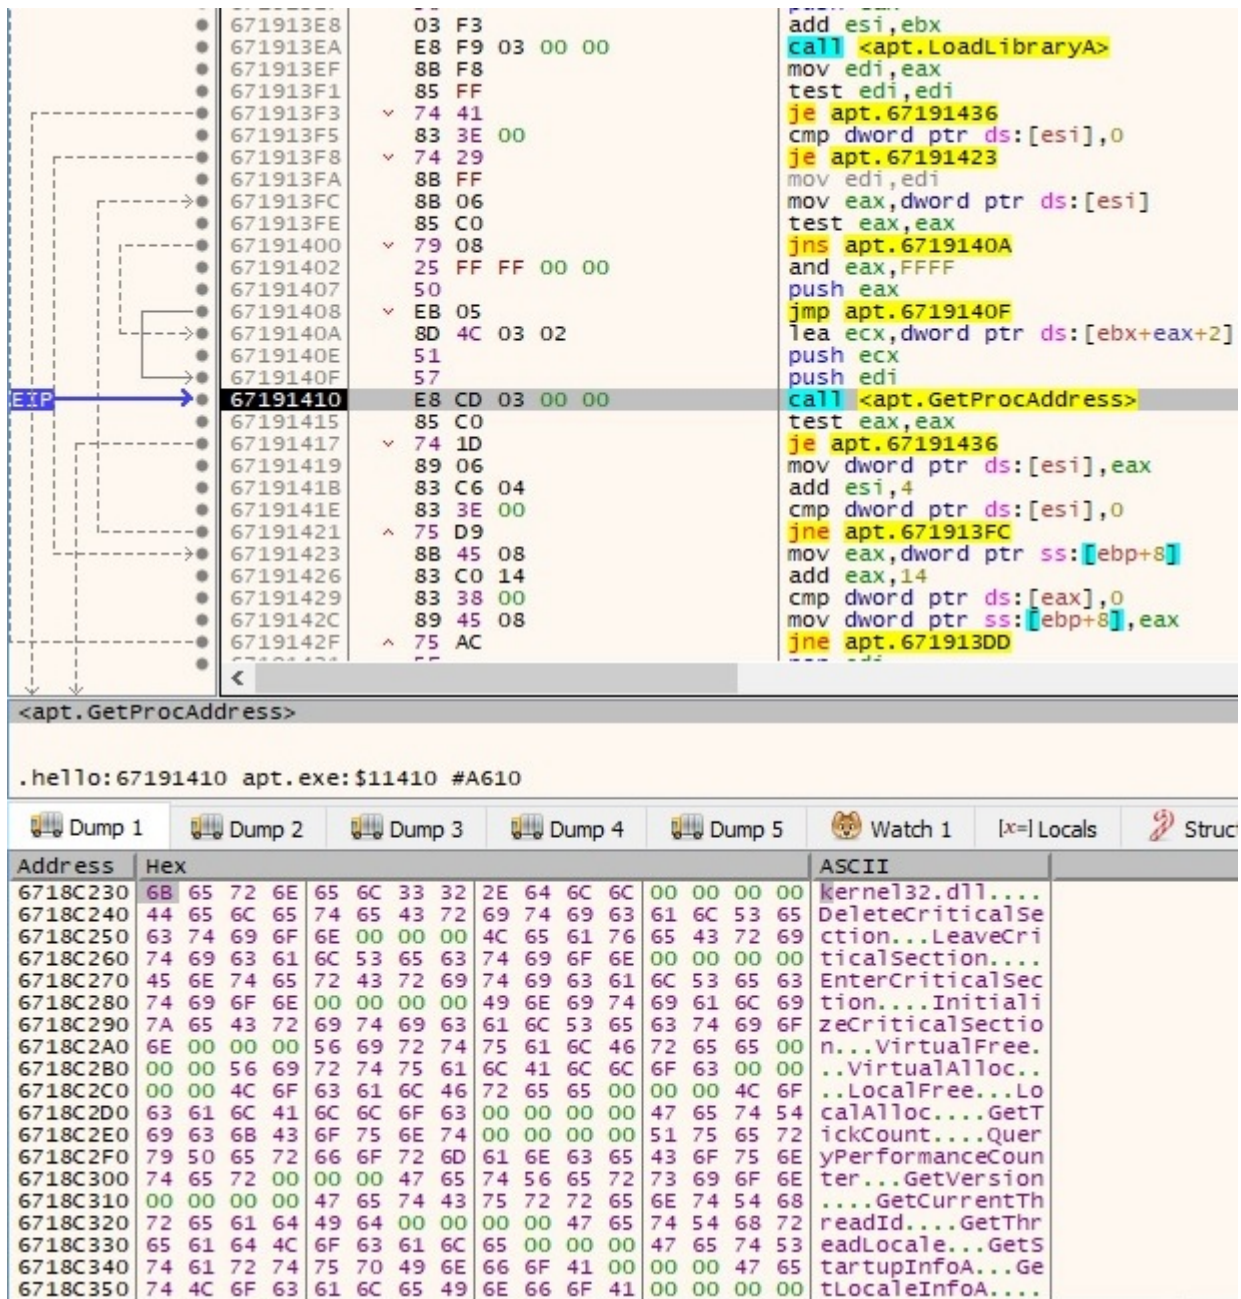 671913E8 03 F3 add esi,ebx
671913EA E8 F9 03 00 00 call <apt.LoadLibraryA>
671913EF 8B F8 mov edi,eax
671913F1 85 FF test edi,edi
671913F3 74 41 je apt.67191436
671913F5 83 3E 00 cmp dword ptr ds:[esi],0
671913F8 74 29 je apt.67191423
671913FA 8B FF mov edi,edi
671913FC 8B 06 mov eax,dword ptr ds:[esi]
671913FE 85 C0 test eax,eax
67191400 79 08 jns apt.6719140A
67191402 25 FF FF 00 00 and eax,FFFF
67191407 50 push eax
67191408 EB 05 jmp apt.6719140F
6719140A 8D 4C 03 02 lea ecx,dword ptr ds:[ebx+eax+2]
6719140E 51 push ecx
6719140F 57 push edi
EIP 67191410 E8 CD 03 00 00 call <apt.GetProcAddress>
67191415 85 C0 test eax,eax
67191417 74 1D je apt.67191436
67191419 89 06 mov dword ptr ds:[esi],eax
6719141B 83 C6 04 add esi,4
6719141E 83 3E 00 cmp dword ptr ds:[esi],0
67191421 75 D9 jne apt.671913FC
67191423 8B 45 08 mov eax,dword ptr ss:[ebp+8]
67191426 83 C0 14 add eax,14
67191429 83 38 00 cmp dword ptr ds:[eax],0
6719142C 89 45 08 mov dword ptr ss:[ebp+8],eax
6719142F 75 AC jne apt.671913DD
<apt.GetProcAddress>
.hello:67191410 apt.exe:$11410 #A610
Dump 1 Dump 2 Dump 3 Dump 4 Dump 5 Watch 1 [x=] Locals Struct
Address Hex ASCII
6718C230 6B 65 72 6E 65 6C 33 32 2E 64 6C 6C 00 00 00 00 kernel32.dll....
6718C240 44 65 6C 65 74 65 43 72 69 74 69 63 61 6C 53 65 DeleteCriticalSe
6718C250 63 74 69 6F 6E 00 00 00 4C 65 61 76 65 43 72 69 ction...LeaveCri
6718C260 74 69 63 61 6C 53 65 63 74 69 6F 6E 00 00 00 00 ticalSection....
6718C270 45 6E 74 65 72 43 72 69 74 69 63 61 6C 53 65 63 EnterCriticalSec
6718C280 74 69 6F 6E 00 00 00 00 49 6E 69 74 69 61 6C 69 tion....Initiali
6718C290 7A 65 43 72 69 74 69 63 61 6C 53 65 63 74 69 6F zeCriticalSectio
6718C2A0 6E 00 00 00 56 69 72 74 75 61 6C 46 72 65 65 00 n...VirtualFree.
6718C2B0 00 00 56 69 72 74 75 61 6C 41 6C 6C 6F 63 00 00 ..VirtualAlloc..
6718C2C0 00 00 4C 6F 63 61 6C 46 72 65 65 00 00 00 4C 6F ..LocalFree...Lo
6718C2D0 63 61 6C 41 6C 6C 6F 63 00 00 00 00 47 65 74 54 calAlloc....GetT
6718C2E0 69 63 6B 43 6F 75 6E 74 00 00 00 00 51 75 65 72 ickCount....Quer
6718C2F0 79 50 65 72 66 6F 72 6D 61 6E 63 65 43 6F 75 6E yPerformanceCoun
6718C300 74 65 72 00 00 00 47 65 74 56 65 72 73 69 6F 6E ter...GetVersion
6718C310 00 00 00 00 47 65 74 43 75 72 72 65 6E 74 54 68 ....GetCurrentTh
6718C320 72 65 61 64 49 64 00 00 00 00 47 65 74 54 68 72 readId....GetThr
6718C330 65 61 64 4C 6F 63 61 6C 65 00 00 00 47 65 74 53 eadLocale...GetS
6718C340 74 61 72 74 75 70 49 6E 66 6F 41 00 00 00 47 65 tartupInfoA...Ge
6718C350 74 4C 6F 63 61 6C 65 49 6E 66 6F 41 00 00 00 00 tLocaleInfoA....